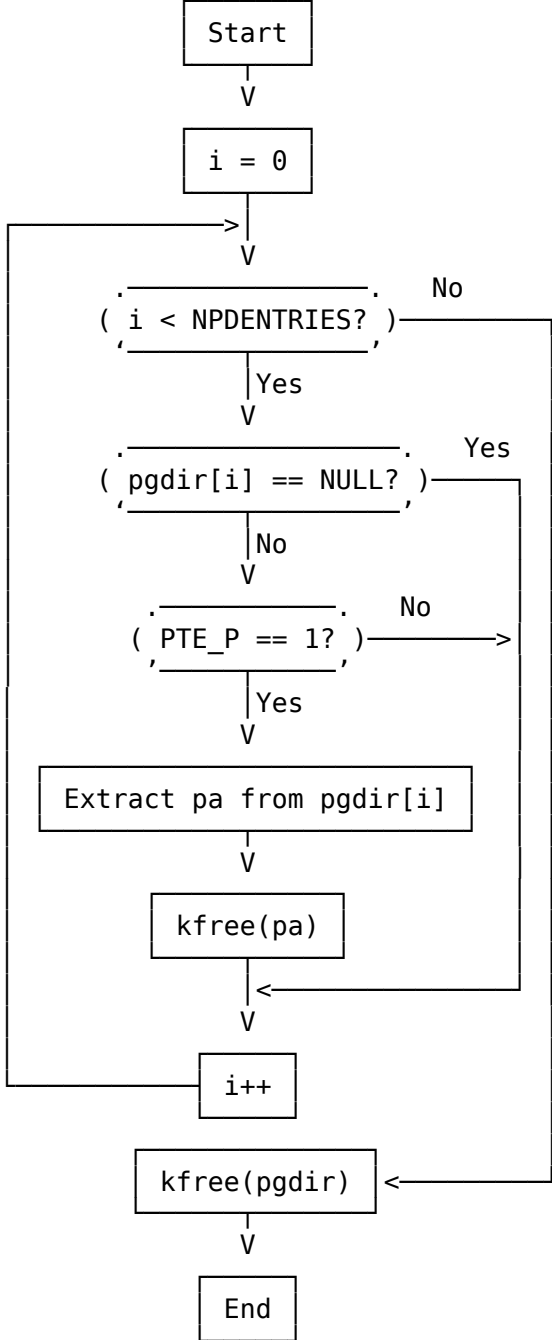 Start
V
i = 0
>
V
No
( i < NPDENTRIES? )
Yes
V
Yes
( pgdir[i] == NULL? )
No
V
No
( PTE_P == 1? )
>
Yes
V
Extract pa from pgdir[i]
V
kfree(pa)
<
V
i++
kfree(pgdir)
<
V
End